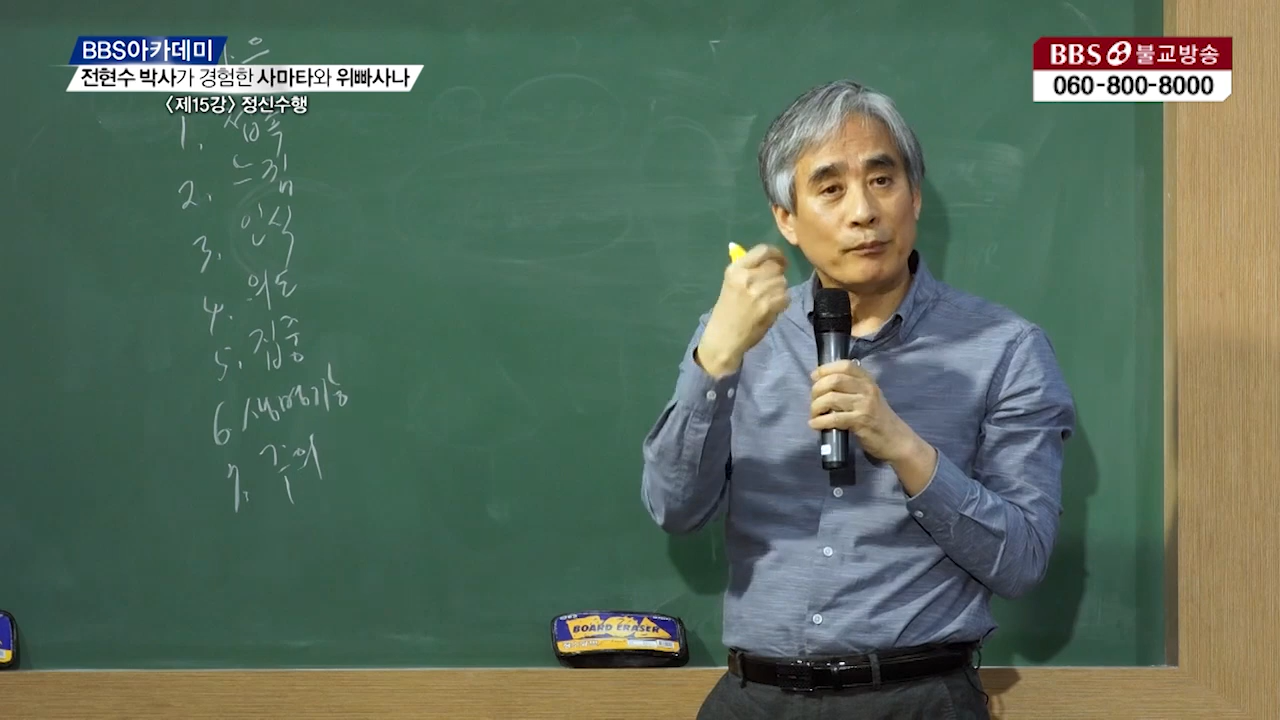 BBS아카데미
전현수 박사가 경험한 사마타와 위빠사나
<제15강> 정신수행
BBS 불교방송
060-800-8000
1. 접촉
2. 느낌
3. 인식
4. 의도
5. 집중
6 생명기능
7. 주의
BOARD ERASER